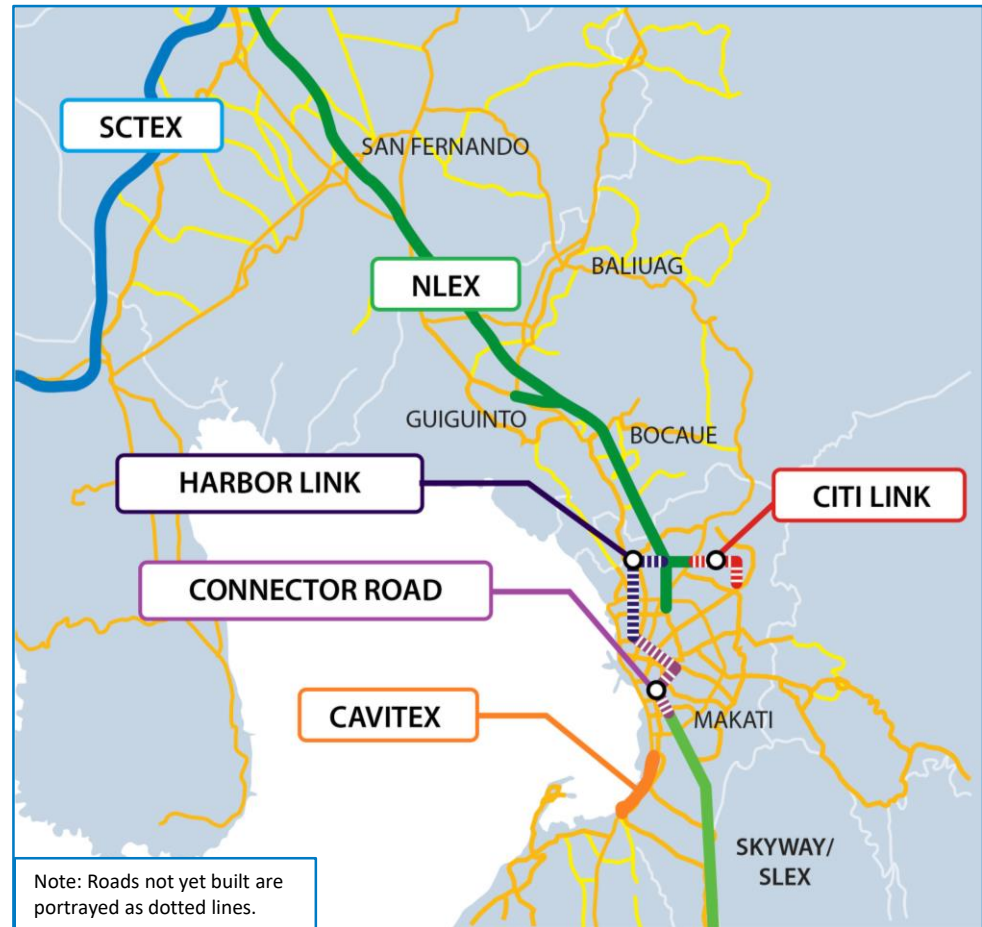 SCTEX
SAN FERNANDO
BALIUAG
NLEX
GUIGUINTO
BOCAUE
HARBOR LINK
CITI LINK
CONNECTOR ROAD
CAVITEX
MAKATI
SKYWAY/
SLEX
Note: Roads not yet built are
portrayed as dotted lines.